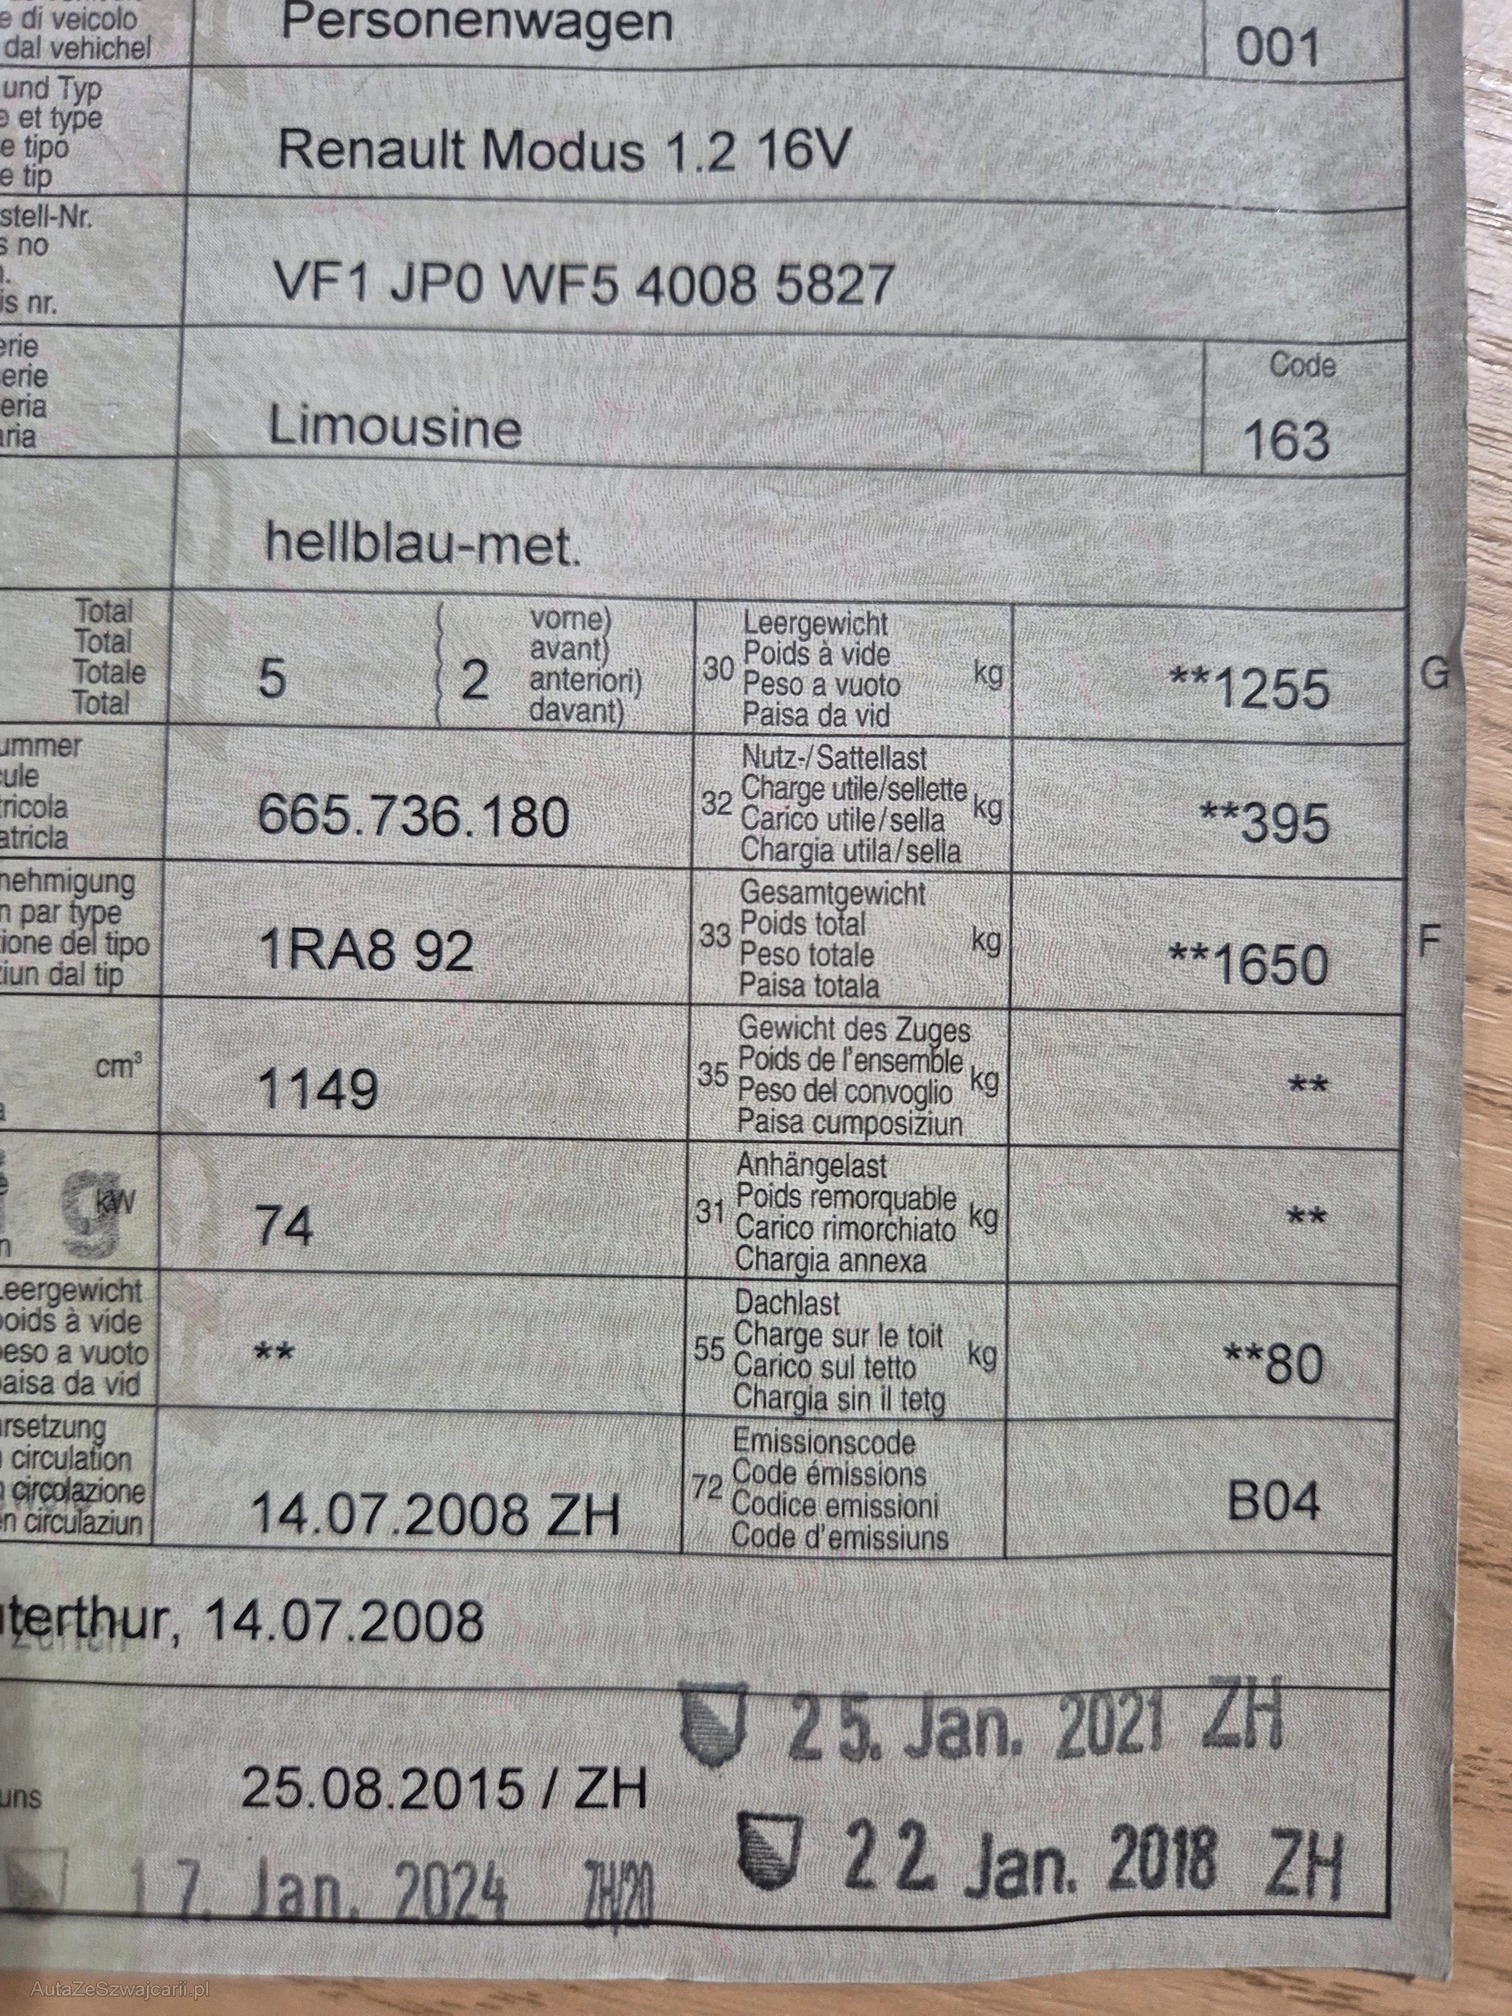 e di veicolo
dal vehichel
Personenwagen
001
und Typ
e et type
e tipo
e tip
Renault Modus 1.2 16V
stell-Nr.
s no
is nr.
VF1 JP0 WF5 4008 5827
erie
erie
eria
aria
Limousine
Code
163
hellblau-met.
Total
Total
Totale
Total
5
2
vorne)
avant)
anteriori)
davant)
30
Leergewicht
Poids à vide
Peso a vuoto
Paisa da vid
kg
**1255
G
ummer
cule
tricola
atricla
665.736.180
32
Nutz-/Sattellast
Charge utile/sellette
Carico utile/sella
Chargia utila/sella
kg
**395
nehmigung
n par type
ione del tipo
iun dal tip
1RA8 92
33
Gesamtgewicht
Poids total
Peso totale
Paisa totala
kg
**1650
F
cm³
1149
35
Gewicht des Zuges
Poids de l'ensemble
Peso del convoglio
Paisa cumposiziun
kg
**
kW
g
74
31
Anhängelast
Poids remorquable
Carico rimorchiato
Chargia annexa
kg
**
Leergewicht
poids à vide
peso a vuoto
paisa da vid
**
55
Dachlast
Charge sur le toit
Carico sul tetto
Chargia sin il tetg
kg
**80
rsetzung
circulation
circolazione
n circulaziun
14.07.2008 ZH
72
Emissionscode
Code émissions
Codice emissioni
Code d'emissiuns
B04
terthur, 14.07.2008
25. Jan. 2021 ZH
uns
25.08.2015 / ZH
22. Jan. 2018 ZH
17. Jan. 2024 ZH/20
AutaZeSzwajcarii.pl